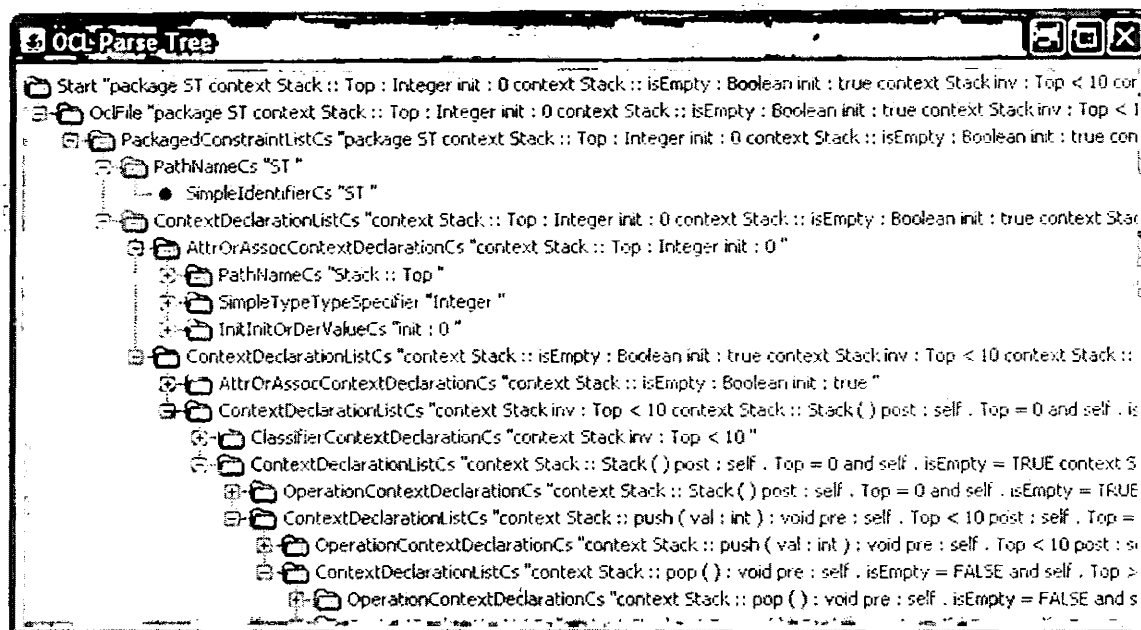 OCL Parse Tree
Start "package ST context Stack :: Top : Integer init : 0 context Stack :: isEmpty : Boolean init : true context Stack inv : Top < 10 con
OclFile "package ST context Stack :: Top : Integer init : 0 context Stack :: isEmpty : Boolean init : true context Stack inv : Top < 1
PackagedConstraintListCs "package ST context Stack :: Top : Integer init : 0 context Stack :: isEmpty : Boolean init : true con
PathNameCs "ST "
SimpleIdentifierCs "ST "
ContextDeclarationListCs "context Stack :: Top : Integer init : 0 context Stack :: isEmpty : Boolean init : true context Stac
AttrOrAssocContextDeclarationCs "context Stack :: Top : Integer init : 0 "
PathNameCs "Stack :: Top "
SimpleTypeTypeSpecifier "Integer "
InitInitOrDerValueCs "init : 0 "
ContextDeclarationListCs "context Stack :: isEmpty : Boolean init : true context Stack inv : Top < 10 context Stack ::
AttrOrAssocContextDeclarationCs "context Stack :: isEmpty : Boolean init : true "
ContextDeclarationListCs "context Stack inv : Top < 10 context Stack :: Stack ( ) post : self . Top = 0 and self . is
ClassifierContextDeclarationCs "context Stack inv : Top < 10 "
ContextDeclarationListCs "context Stack :: Stack ( ) post : self . Top = 0 and self . isEmpty = TRUE context S
OperationContextDeclarationCs "context Stack :: Stack ( ) post : self . Top = 0 and self . isEmpty = TRUE
ContextDeclarationListCs "context Stack :: push ( val : int ) : void pre : self . Top < 10 post : self . Top =
OperationContextDeclarationCs "context Stack :: push ( val : int ) : void pre : self . Top < 10 post : s
ContextDeclarationListCs "context Stack :: pop ( ) : void pre : self . isEmpty = FALSE and self . Top >
OperationContextDeclarationCs "context Stack :: pop ( ) : void pre : self . isEmpty = FALSE and s